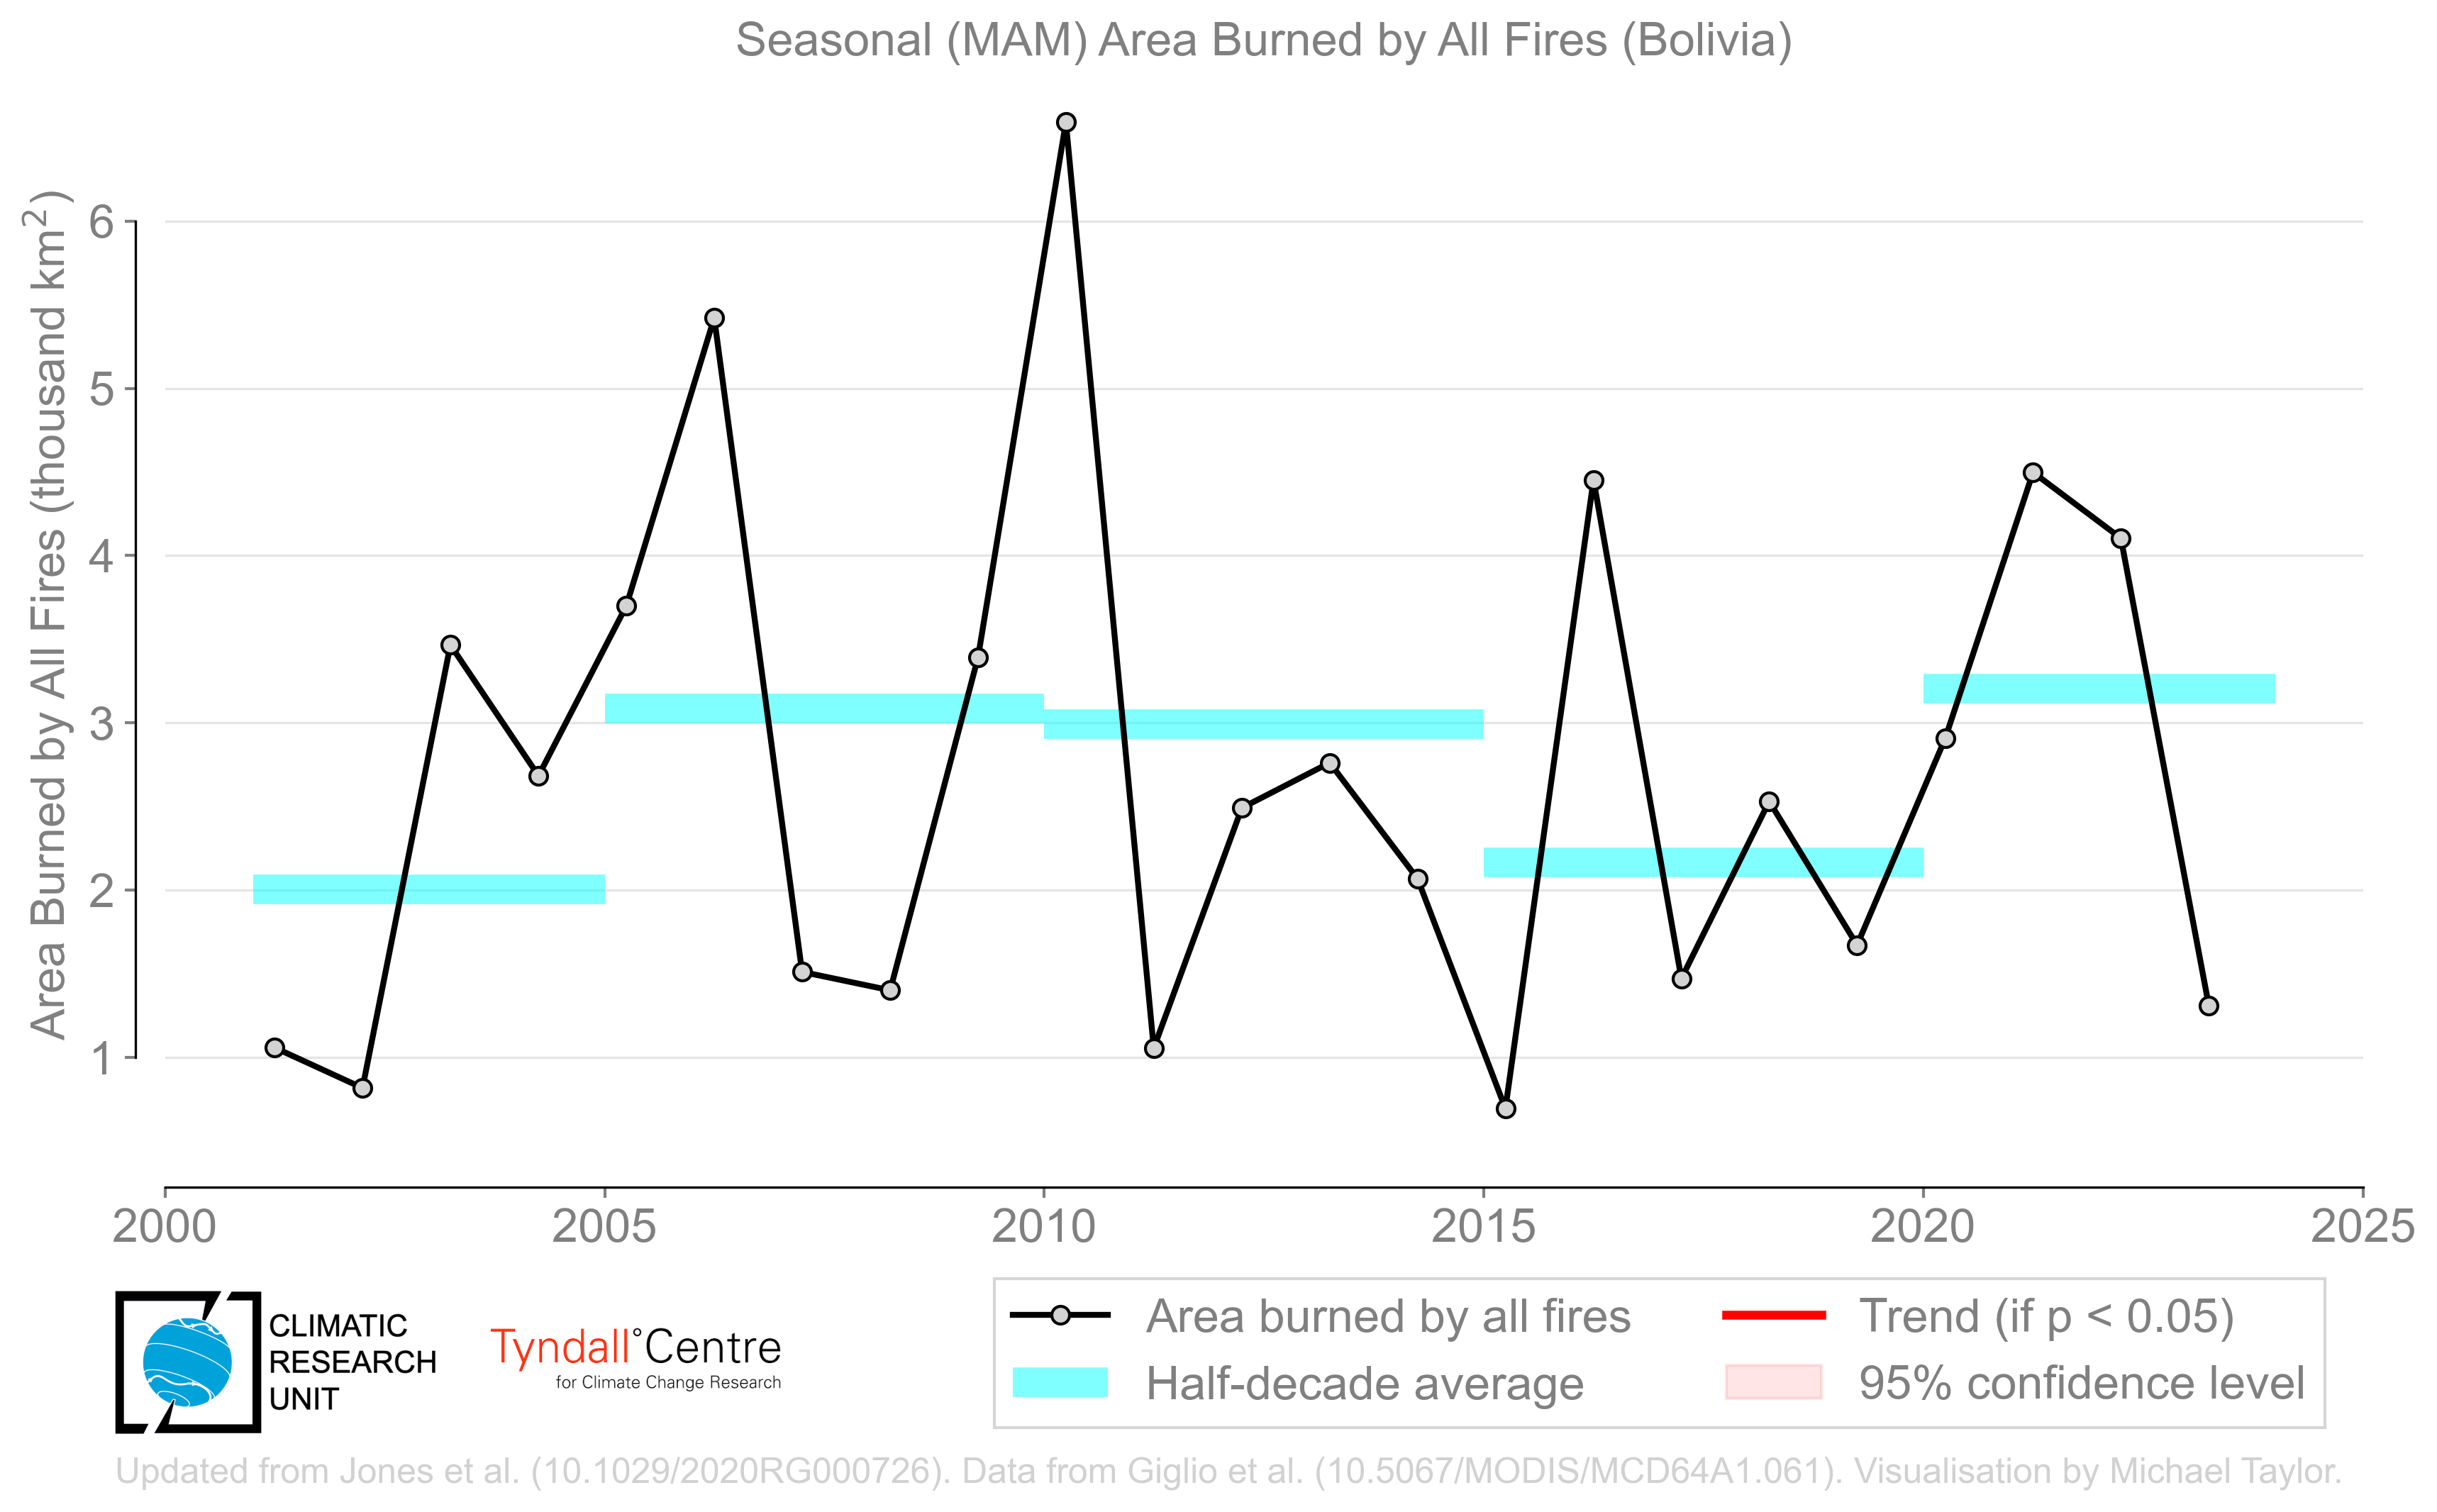 Seasonal (MAM) Area Burned by All Fires (Bolivia)
Area Burned by All Fires (thousand km²)
6
5
4
3
2
1
2000 2005 2010 2015 2020 2025
CLIMATIC
RESEARCH
UNIT
Tyndall°Centre
for Climate Change Research
Area burned by all fires
Half-decade average
Trend (if p < 0.05)
95% confidence level
Updated from Jones et al. (10.1029/2020RG000726). Data from Giglio et al. (10.5067/MODIS/MCD64A1.061). Visualisation by Michael Taylor.